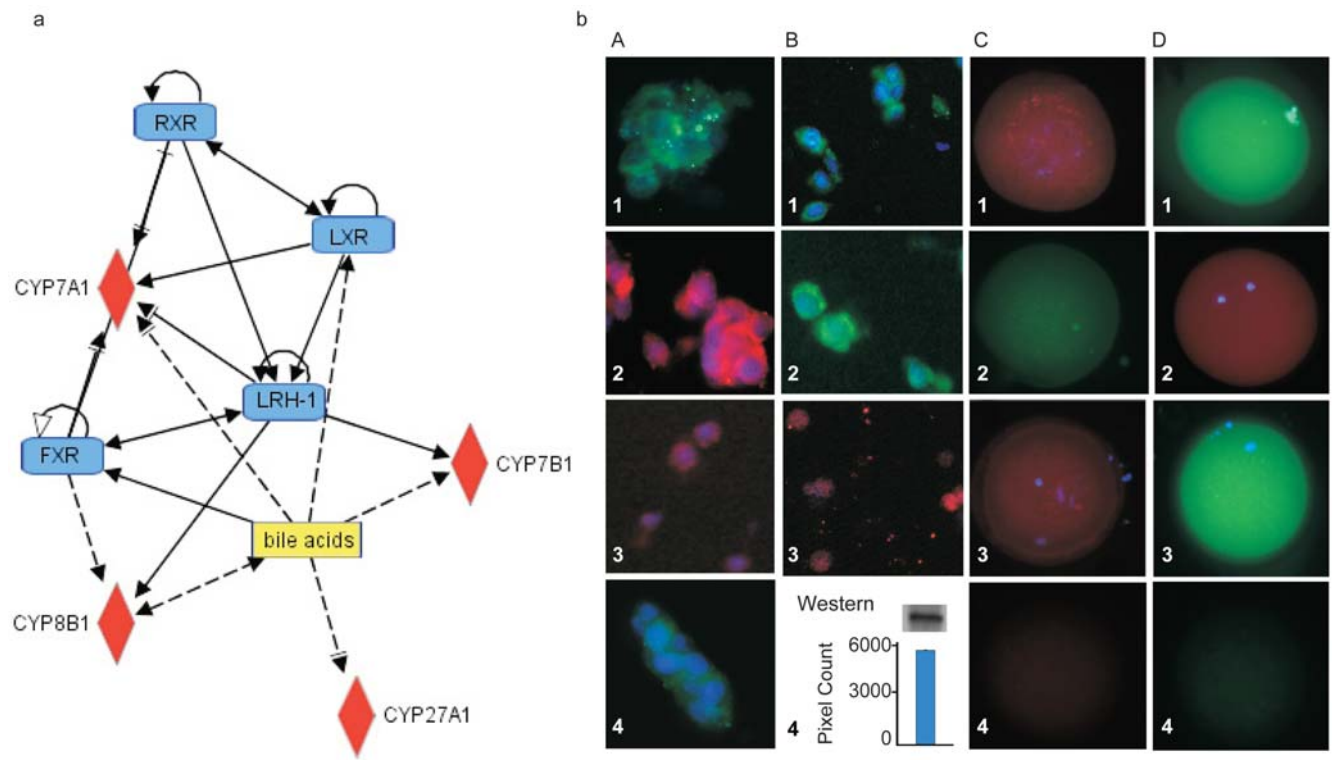 a
RXR
LXR
CYP7A1
LRH-1
FXR
CYP7B1
bile acids
CYP8B1
CYP27A1
b
A B C D
1 1 1 1
2 2 2 2
3 3 3 3
Western
6000
3000
0
Pixel Count
4 4 4 4